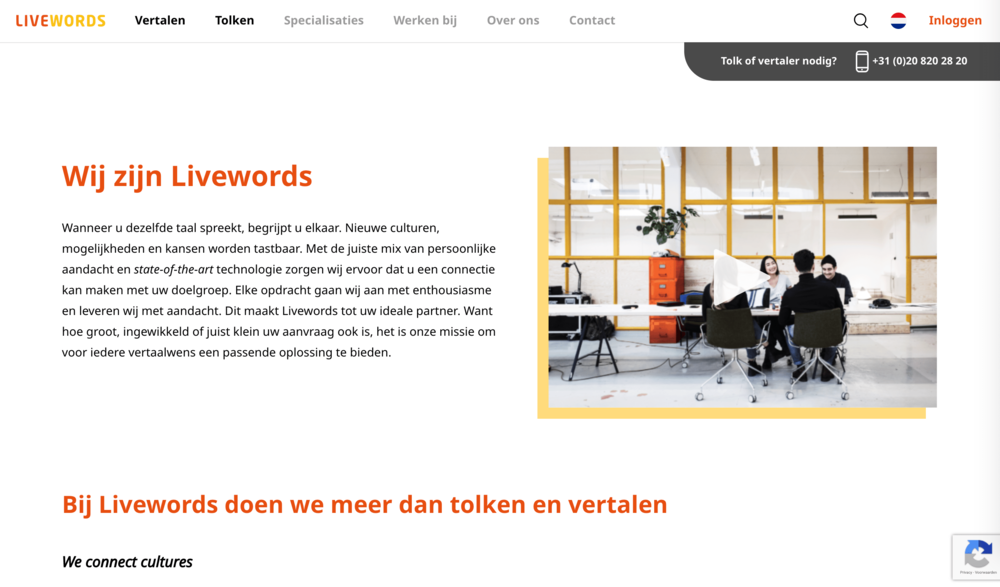 LIVEWORDS Vertalen Tolken Specialisaties Werken bij Over ons Contact Inloggen
Tolk of vertaler nodig? +31 (0)20 820 28 20
Wij zijn Livewords
Wanneer u dezelfde taal spreekt, begrijpt u elkaar. Nieuwe culturen,
mogelijkheden en kansen worden tastbaar. Met de juiste mix van persoonlijke
aandacht en state-of-the-art technologie zorgen wij ervoor dat u een connectie
kan maken met uw doelgroep. Elke opdracht gaan wij aan met enthousiasme
en leveren wij met aandacht. Dit maakt Livewords tot uw ideale partner. Want
hoe groot, ingewikkeld of juist klein uw aanvraag ook is, het is onze missie om
voor iedere vertaalwens een passende oplossing te bieden.
Bij Livewords doen we meer dan tolken en vertalen
We connect cultures
Privacy - Voorwaarden